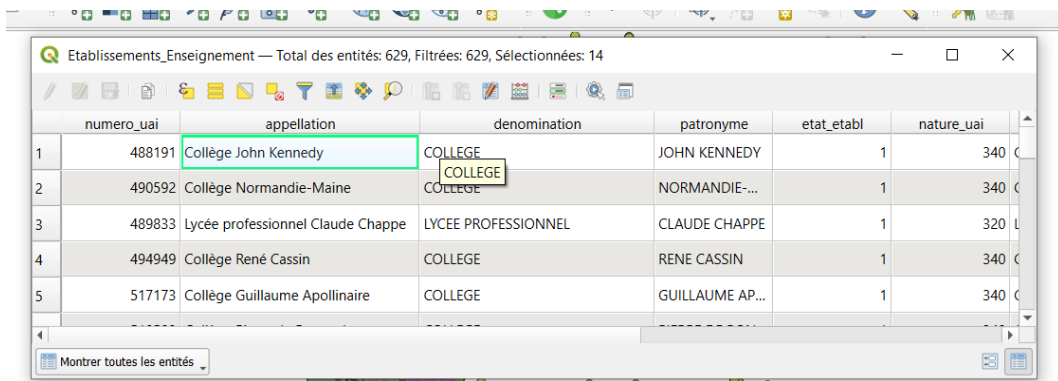 Etablissements_Enseignement — Total des entités: 629, Filtrées: 629, Sélectionnées: 14
numero_uai appellation denomination patronyme etat_etabl nature_uai
1 488191 Collège John Kennedy COLLEGE JOHN KENNEDY 1 340
COLLEGE
2 490592 Collège Normandie-Maine COLLEGE NORMANDIE-... 1 340
3 489833 Lycée professionnel Claude Chappe LYCEE PROFESSIONNEL CLAUDE CHAPPE 1 320 L
4 494949 Collège René Cassin COLLEGE RENE CASSIN 1 340
5 517173 Collège Guillaume Apollinaire COLLEGE GUILLAUME AP... 1 340
Montrer toutes les entités